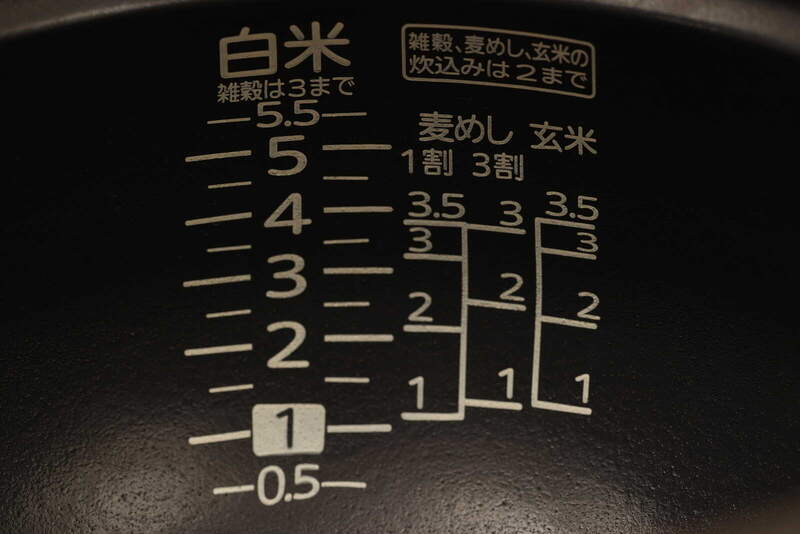 白米
雑穀は3まで
5.5
5
4
3
2
1
0.5
雑穀、麦めし、玄米の
炊込みは2まで
麦めし 玄米
1割 3割
3.5 3 3.5
3 3
2 2 2
1 1 1